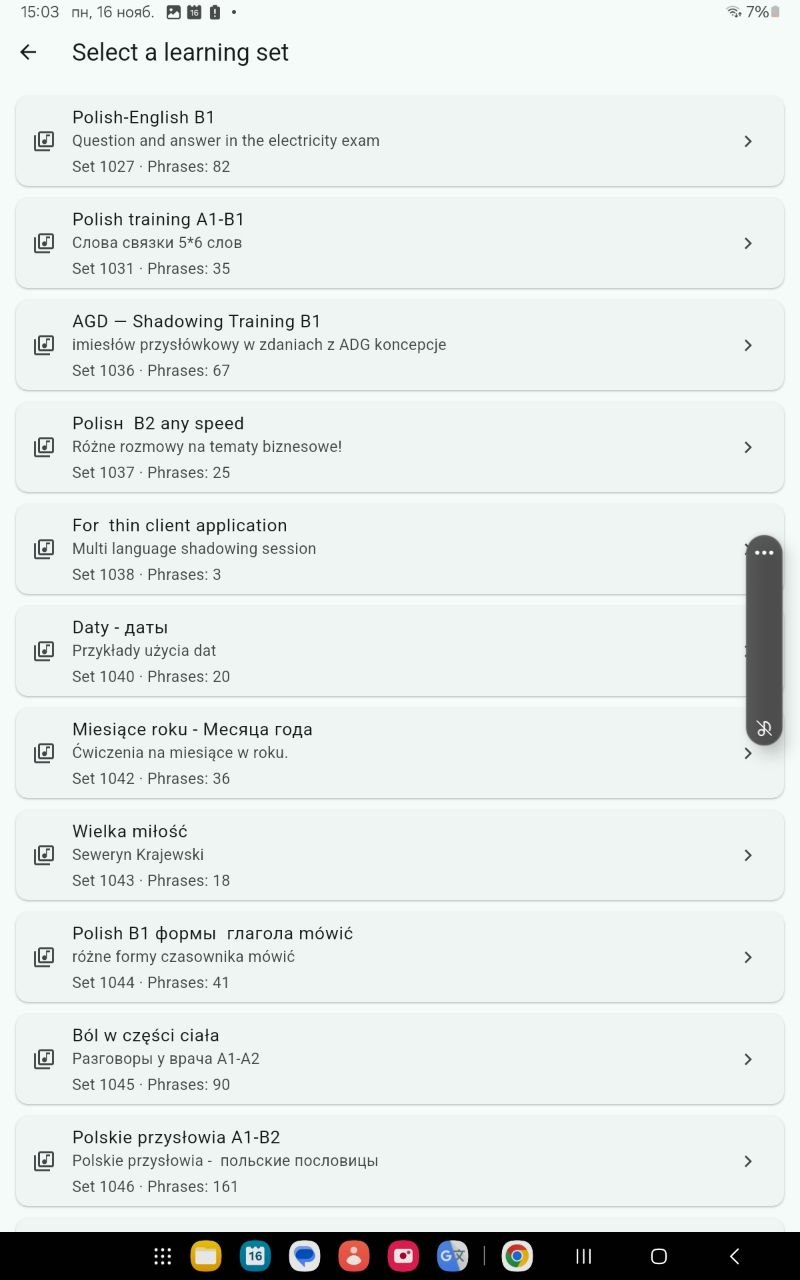 15:03 пн, 16 нояб. 16 7%
Select a learning set
Polish-English B1
Question and answer in the electricity exam
Set 1027 · Phrases: 82
Polish training A1-B1
Слова связки 5*6 слов
Set 1031 · Phrases: 35
AGD — Shadowing Training B1
imiesłów przysłówkowy w zdaniach z ADG koncepcje
Set 1036 · Phrases: 67
Polisн  B2 any speed
Różne rozmowy na tematy biznesowe!
Set 1037 · Phrases: 25
For  thin client application
Multi language shadowing session
Set 1038 · Phrases: 3
Daty - даты
Przykłady użycia dat
Set 1040 · Phrases: 20
Miesiące roku - Месяца года
Ćwiczenia na miesiące w roku.
Set 1042 · Phrases: 36
Wielka miłość
Seweryn Krajewski
Set 1043 · Phrases: 18
Polish B1 формы  глагола mówić
różne formy czasownika mówić
Set 1044 · Phrases: 41
Ból w części ciała
Разговоры у врача А1-А2
Set 1045 · Phrases: 90
Polskie przysłowia A1-B2
Polskie przysłowia -  польские пословицы
Set 1046 · Phrases: 161
16 G文